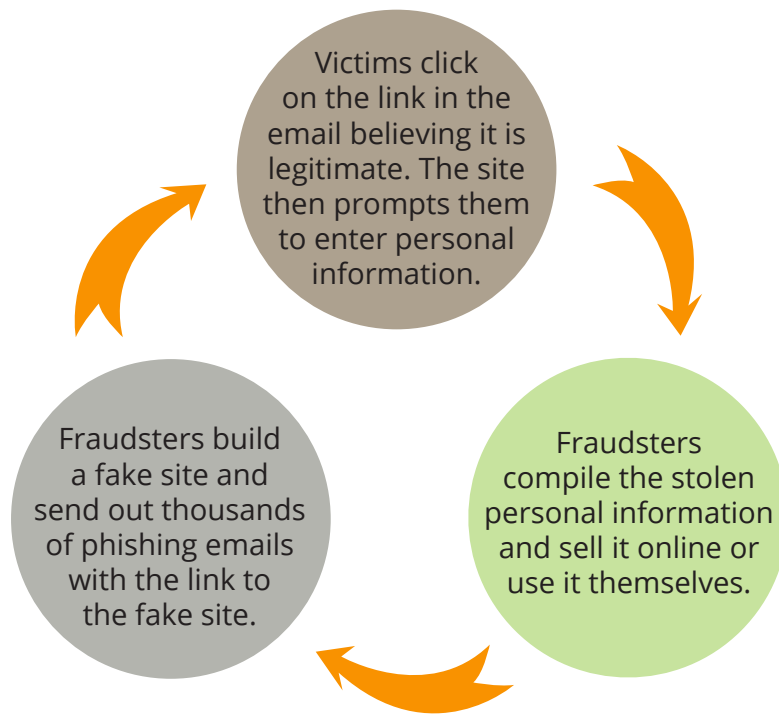 Victims click
on the link in the
email believing it is
legitimate. The site
then prompts them
to enter personal
information.
Fraudsters build
a fake site and
send out thousands
of phishing emails
with the link to
the fake site.
Fraudsters
compile the stolen
personal information
and sell it online or
use it themselves.